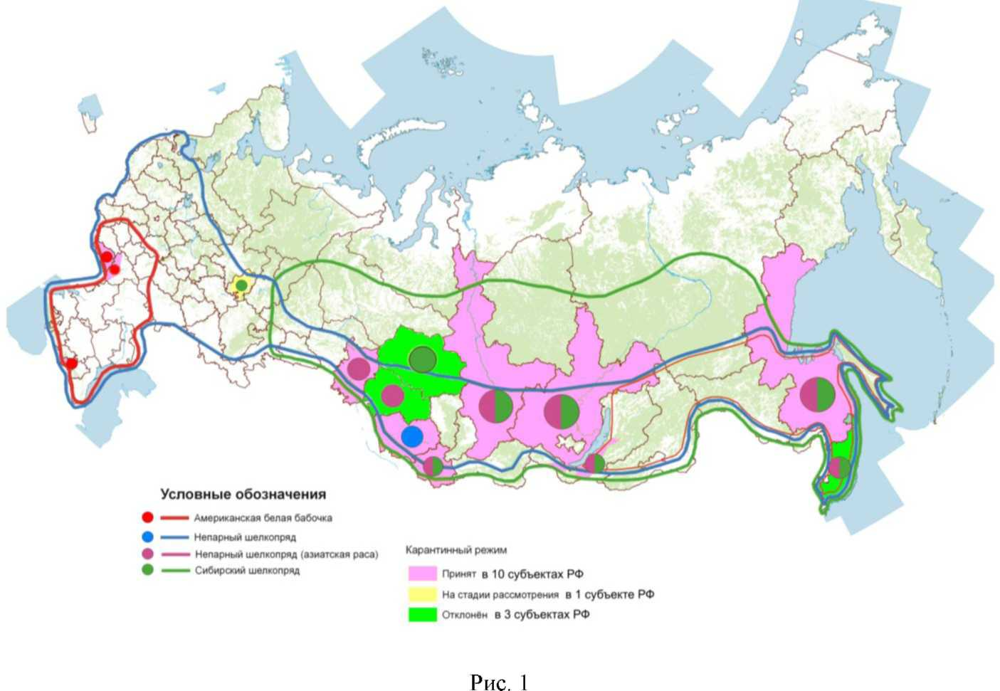 Условные обозначения
Американская белая бабочка
Непарный шелкопряд
Непарный шелкопряд (азиатская раса)
Сибирский шелкопряд
Карантинный режим
Принят в 10 субъектах РФ
На стадии рассмотрения в 1 субъекте РФ
Отклонён в 3 субъектах РФ
Рис. 1